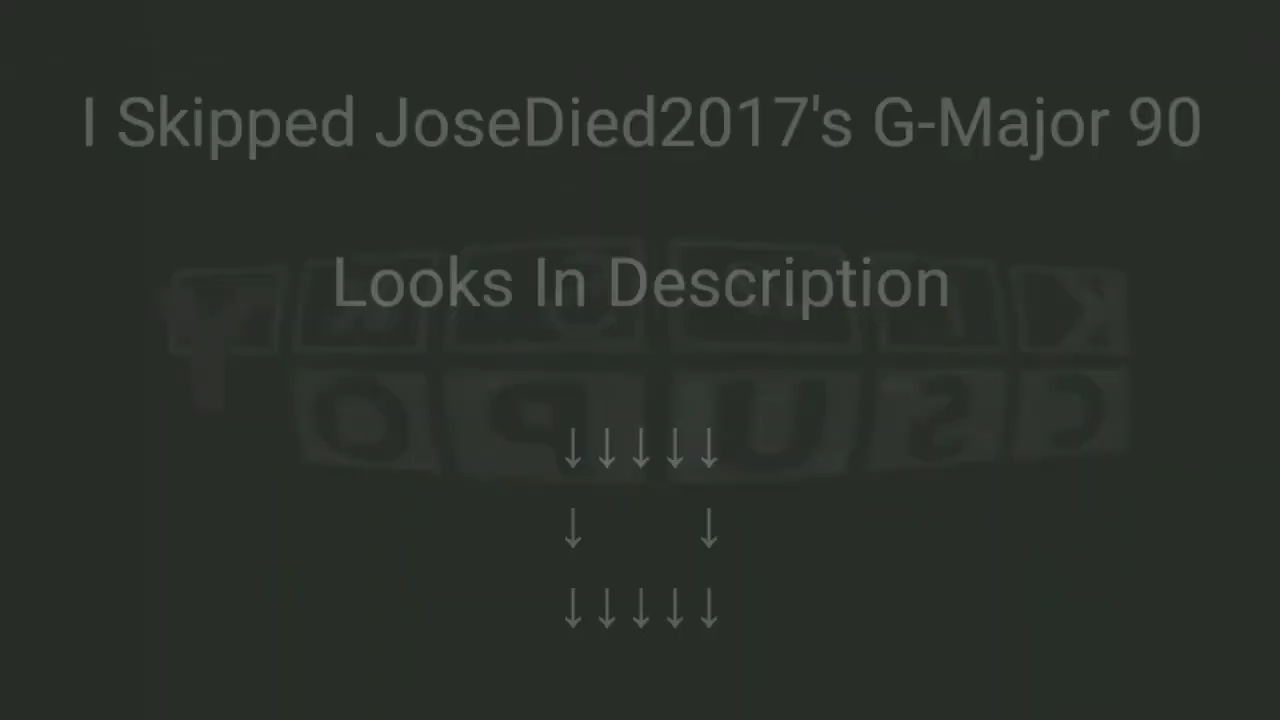 I Skipped JoseDied2017's G-Major 90
Looks In Description
↓↓↓↓↓
↓ ↓
↓↓↓↓↓